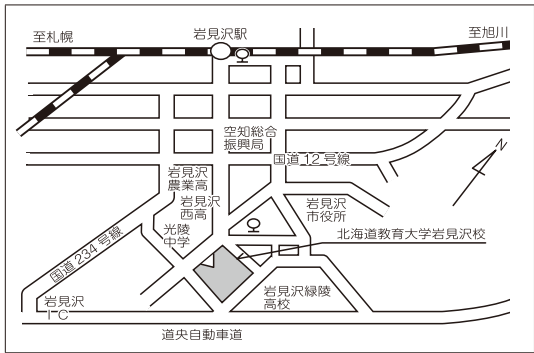 岩見沢駅
至札幌
至旭川
空知総合
振興局
国道12号線
N
岩見沢
農業高
岩見沢
西高
岩見沢
市役所
光陵
中学
北海道教育大学岩見沢校
国道234号線
岩見沢緑陵
高校
岩見沢
IC
道央自動車道